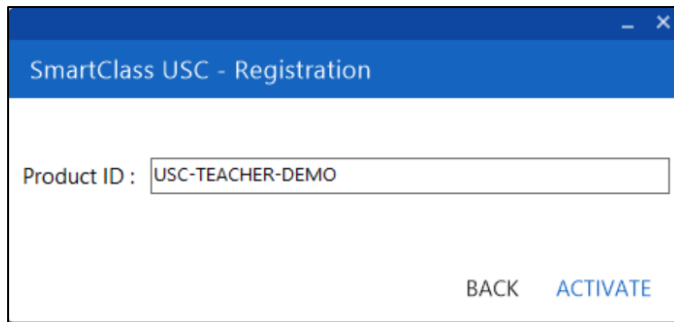 SmartClass USC - Registration
Product ID : USC-TEACHER-DEMO
BACK ACTIVATE